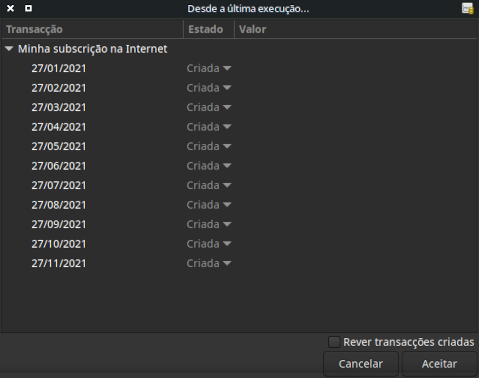 Desde a última execução...
Transacção Estado Valor
Minha subscrição na Internet
27/01/2021 Criada
27/02/2021 Criada
27/03/2021 Criada
27/04/2021 Criada
27/05/2021 Criada
27/06/2021 Criada
27/07/2021 Criada
27/08/2021 Criada
27/09/2021 Criada
27/10/2021 Criada
27/11/2021 Criada
Rever transacções criadas
Cancelar Aceitar